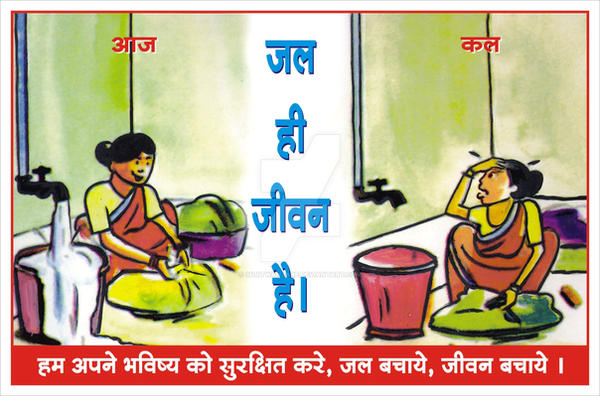 आज
कल
जल
ही
जीवन
है।
हम अपने भविष्य को सुरक्षित करे, जल बचाये, जीवन बचाये ।